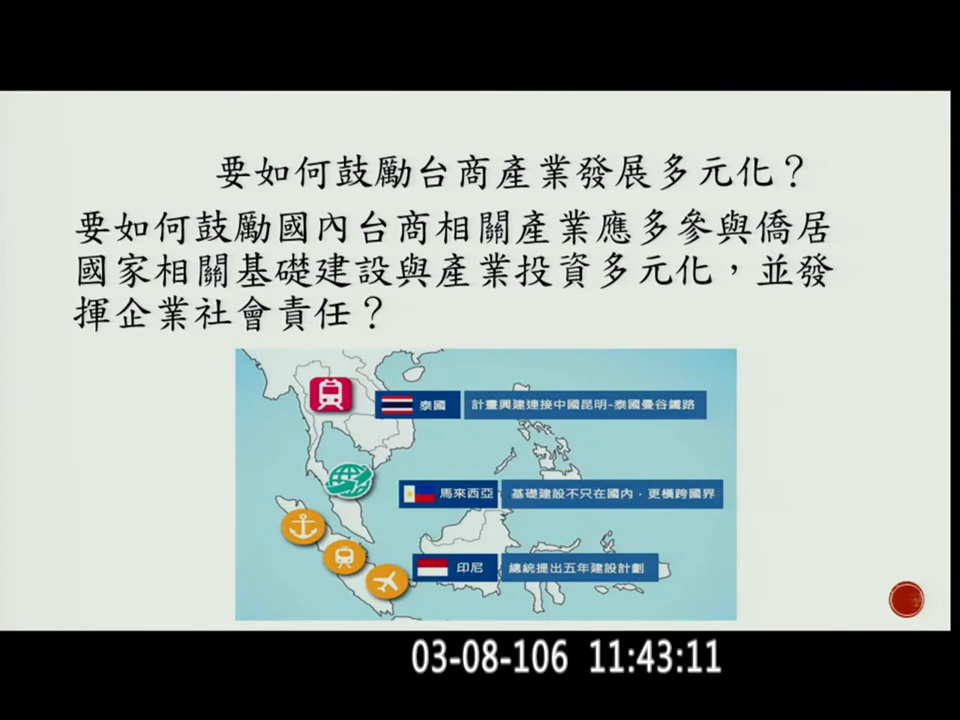 要如何鼓勵台商產業發展多元化？
要如何鼓勵國內台商相關產業應多參與僑居
國家相關基礎建設與產業投資多元化，並發
揮企業社會責任？
泰國 計畫興建連接中國昆明-泰國曼谷鐵路
馬來西亞 基礎建設不只在國內，更橫跨國界
印尼 總統提出五年建設計劃
03-08-106 11:43:11